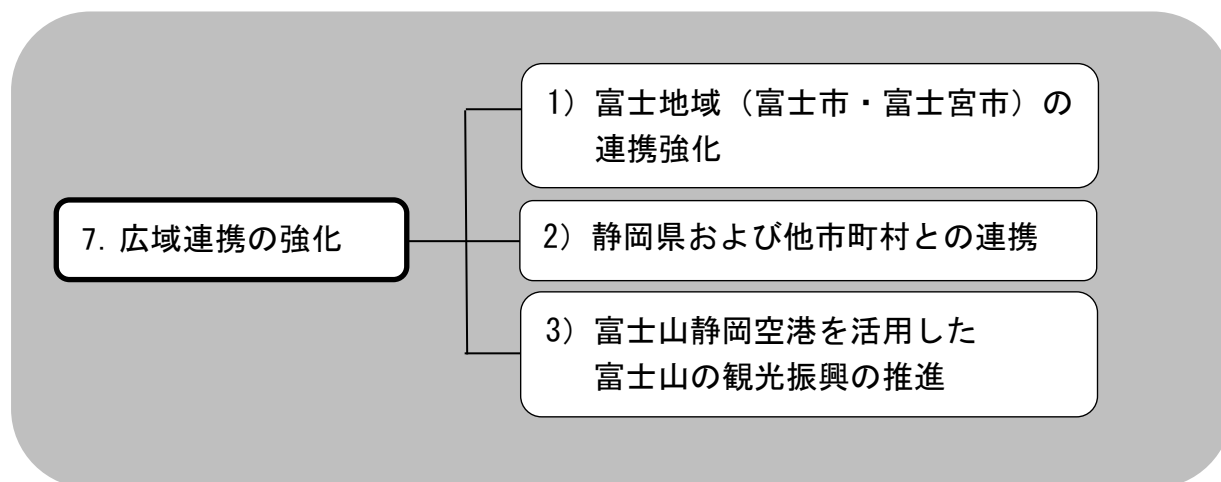 7. 広域連携の強化
1) 富士地域（富士市・富士宮市）の
連携強化
2) 静岡県および他市町村との連携
3) 富士山静岡空港を活用した
富士山の観光振興の推進